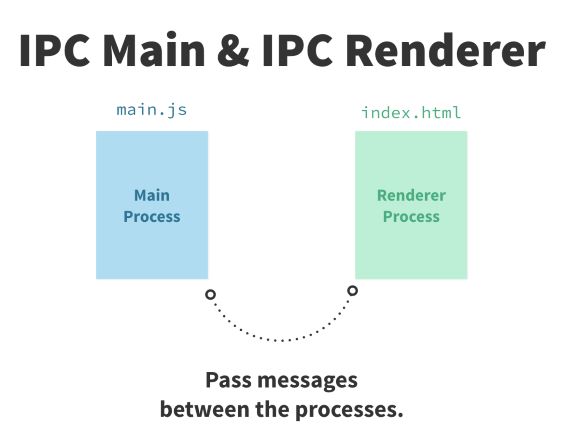 IPC Main & IPC Renderer
main.js
index.html
Main
Process
Renderer
Process
Pass messages
between the processes.